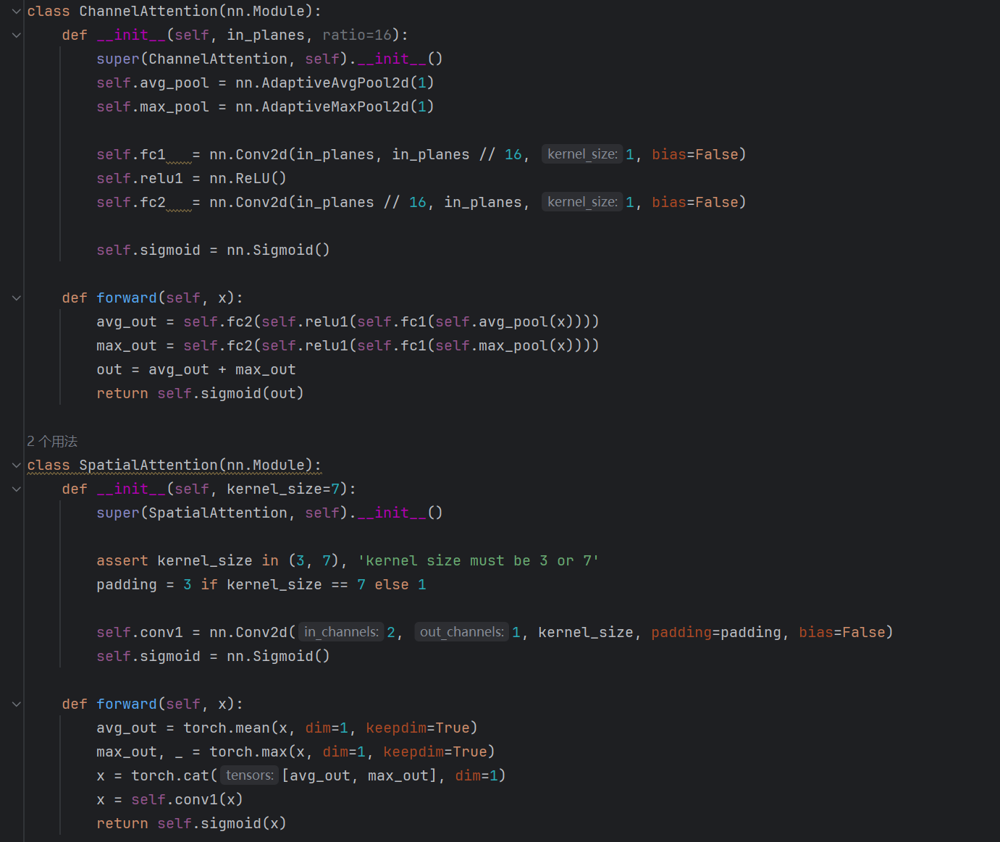 class ChannelAttention(nn.Module):
    def __init__(self, in_planes, ratio=16):
        super(ChannelAttention, self).__init__()
        self.avg_pool = nn.AdaptiveAvgPool2d(1)
        self.max_pool = nn.AdaptiveMaxPool2d(1)

        self.fc1   = nn.Conv2d(in_planes, in_planes // 16, kernel_size: 1, bias=False)
        self.relu1 = nn.ReLU()
        self.fc2   = nn.Conv2d(in_planes // 16, in_planes, kernel_size: 1, bias=False)

        self.sigmoid = nn.Sigmoid()

    def forward(self, x):
        avg_out = self.fc2(self.relu1(self.fc1(self.avg_pool(x))))
        max_out = self.fc2(self.relu1(self.fc1(self.max_pool(x))))
        out = avg_out + max_out
        return self.sigmoid(out)

2 个用法
class SpatialAttention(nn.Module):
    def __init__(self, kernel_size=7):
        super(SpatialAttention, self).__init__()

        assert kernel_size in (3, 7), 'kernel size must be 3 or 7'
        padding = 3 if kernel_size == 7 else 1

        self.conv1 = nn.Conv2d( in_channels: 2, out_channels: 1, kernel_size, padding=padding, bias=False)
        self.sigmoid = nn.Sigmoid()

    def forward(self, x):
        avg_out = torch.mean(x, dim=1, keepdim=True)
        max_out, _ = torch.max(x, dim=1, keepdim=True)
        x = torch.cat( tensors: [avg_out, max_out], dim=1)
        x = self.conv1(x)
        return self.sigmoid(x)